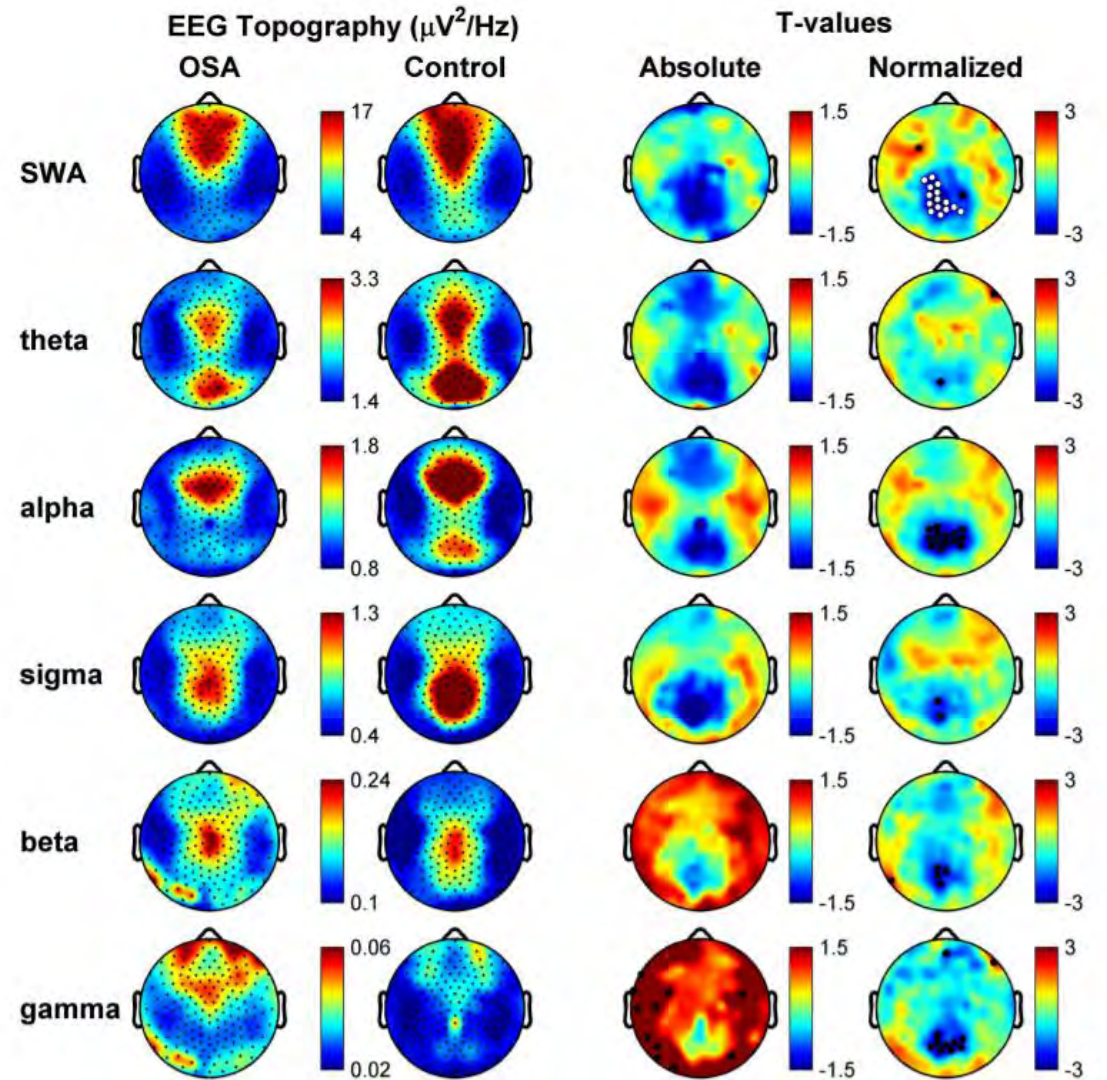 EEG Topography (μV²/Hz) T-values
OSA Control Absolute Normalized
SWA 17 4 1.5 -1.5 3 -3
theta 3.3 1.4 1.5 -1.5 3 -3
alpha 1.8 0.8 1.5 -1.5 3 -3
sigma 1.3 0.4 1.5 -1.5 3 -3
beta 0.24 0.1 1.5 -1.5 3 -3
gamma 0.06 0.02 1.5 -1.5 3 -3